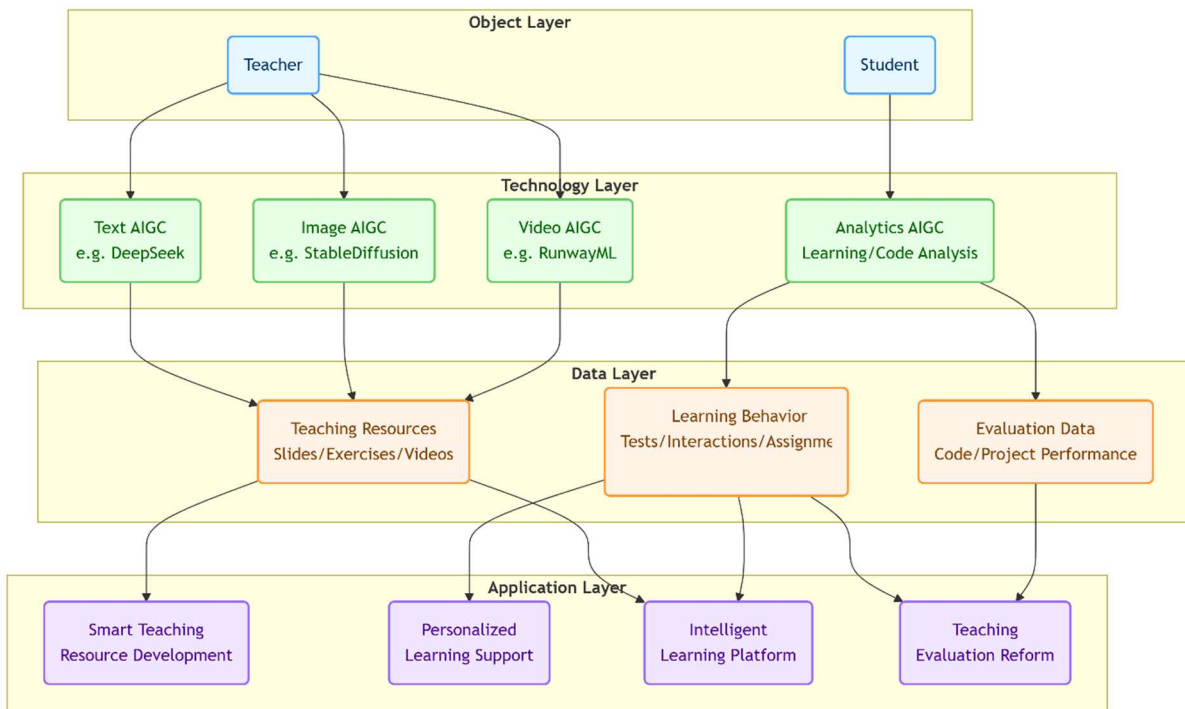 Object Layer
Teacher
Student
Technology Layer
Text AIGC
e.g. DeepSeek
Image AIGC
e.g. StableDiffusion
Video AIGC
e.g. RunwayML
Analytics AIGC
Learning/Code Analysis
Data Layer
Teaching Resources
Slides/Exercises/Videos
Learning Behavior
Tests/Interactions/Assignme
Evaluation Data
Code/Project Performance
Application Layer
Smart Teaching
Resource Development
Personalized
Learning Support
Intelligent
Learning Platform
Teaching
Evaluation Reform